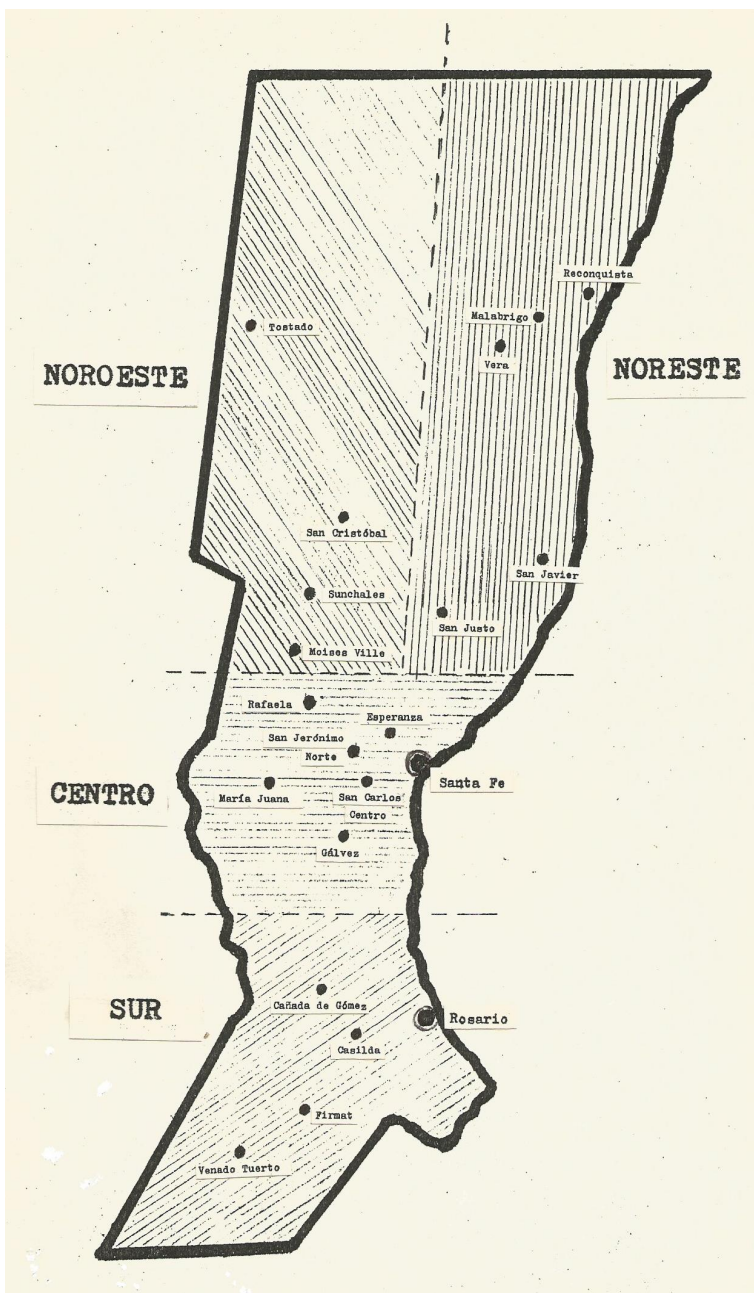 Reconquista
Malabrigo
Tostado
Vera
NOROESTE
NORESTE
San Cristóbal
San Javier
Sunchales
San Justo
Moises Ville
Rafaela
Esperanza
San Jerónimo
Norte
Santa Fe
CENTRO
María Juana
San Carlos
Centro
Gálvez
Cañada de Gómez
SUR
Rosario
Casilda
Firmat
Venado Tuerto